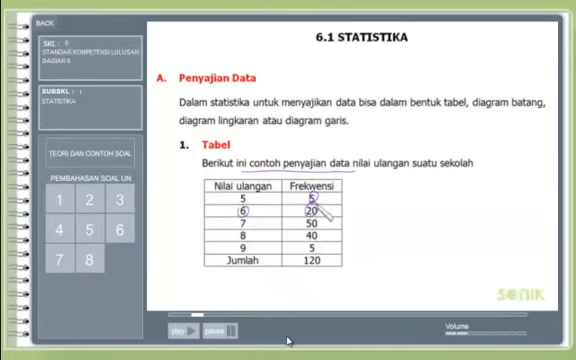 BACK
SKL : 6
STANDAR KOMPETENSI LULUSAN
BAGIAN 6
SUBSKL : 1
STATISTIKA
TEORI DAN CONTOH SOAL
PEMBAHASAN SOAL UN
1 2 3
4 5 6
7 8
6.1 STATISTIKA
A. Penyajian Data
Dalam statistika untuk menyajikan data bisa dalam bentuk tabel, diagram batang,
diagram lingkaran atau diagram garis.
1. Tabel
Berikut ini contoh penyajian data nilai ulangan suatu sekolah
Nilai ulangan Frekwensi
5 5
6 20
7 50
8 40
9 5
Jumlah 120
SONIK
play pause
Volume